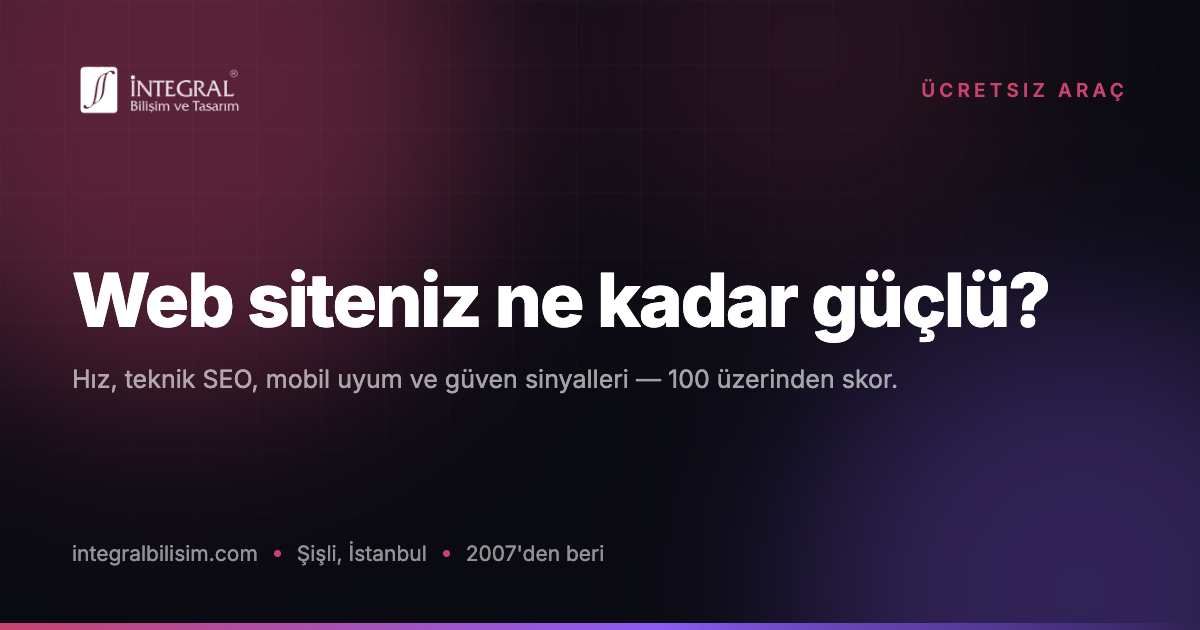 İNTEGRAL®
Bilişim ve Tasarım
ÜCRETSIZ ARAÇ
Web siteniz ne kadar güçlü?
Hız, teknik SEO, mobil uyum ve güven sinyalleri — 100 üzerinden skor.
integralbilisim.com • Şişli, İstanbul • 2007'den beri